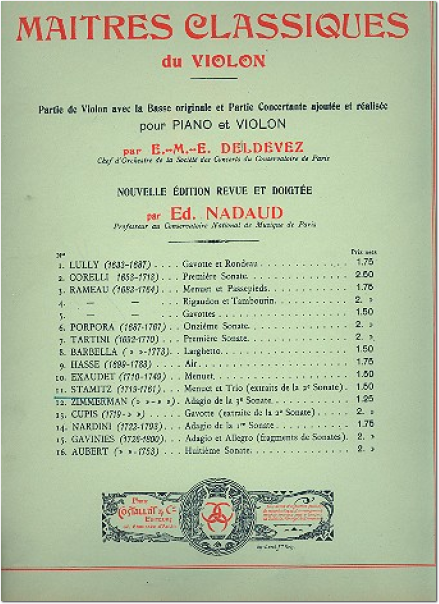 MAITRES CLASSIQUES
du VIOLON
Partie de Violon avec la Basse originale et Partie Concertante ajoutée et réalisée
pour PIANO et VIOLON
par E.-M.-E. DELDEVEZ
Chef d'Orchestre de la Société des Concerts du Conservatoire de Paris
NOUVELLE ÉDITION REVUE ET DOIGTÉE
par Ed. NADAUD
Professeur au Conservatoire National de Musique de Paris
Nos Prix nets
1. LULLY (1633-1687) . . . Gavotte et Rondeau . . . 1.75
2. CORELLI (1653-1713) . . . Première Sonate . . . 2.50
3. RAMEAU (1683-1764) . . . Menuet et Passepieds . . . 1.75
4. — — . . . Rigaudon et Tambourin . . . 2. »
5. — — . . . Gavottes . . . 1.50
6. PORPORA (1687-1767) . . . Onzième Sonate . . . 2. »
7. TARTINI (1692-1770) . . . Première Sonate . . . 2. »
8. BARBELLA (» »-1773) . . . Larghetto . . . 1.50
9. HASSE (1699-1783) . . . Air . . . 1.75
10. EXAUDET (1710-1749) . . . Menuet . . . 1.50
11. STAMITZ (1719-1761) . . . Menuet et Trio (extraits de la 2e Sonate) . 1.50
12. ZIMMERMAN (» »-» ») . . . Adagio de la 3e Sonate . . . 1.25
13. CUPIS (1719-» ») . . . Gavotte (extraite de la 2e Sonate) . . . 2. »
14. NARDINI (1722-1793) . . . Adagio de la 1re Sonate . . . 1.75
15. GAVINIÉS (1726-1800) . . . Adagio et Allegro (fragments de Sonates) . 2. »
16. AUBERT (» »-1753) . . . Huitième Sonate . . . 2. »
Paris
Costallat & Cie
Editeurs